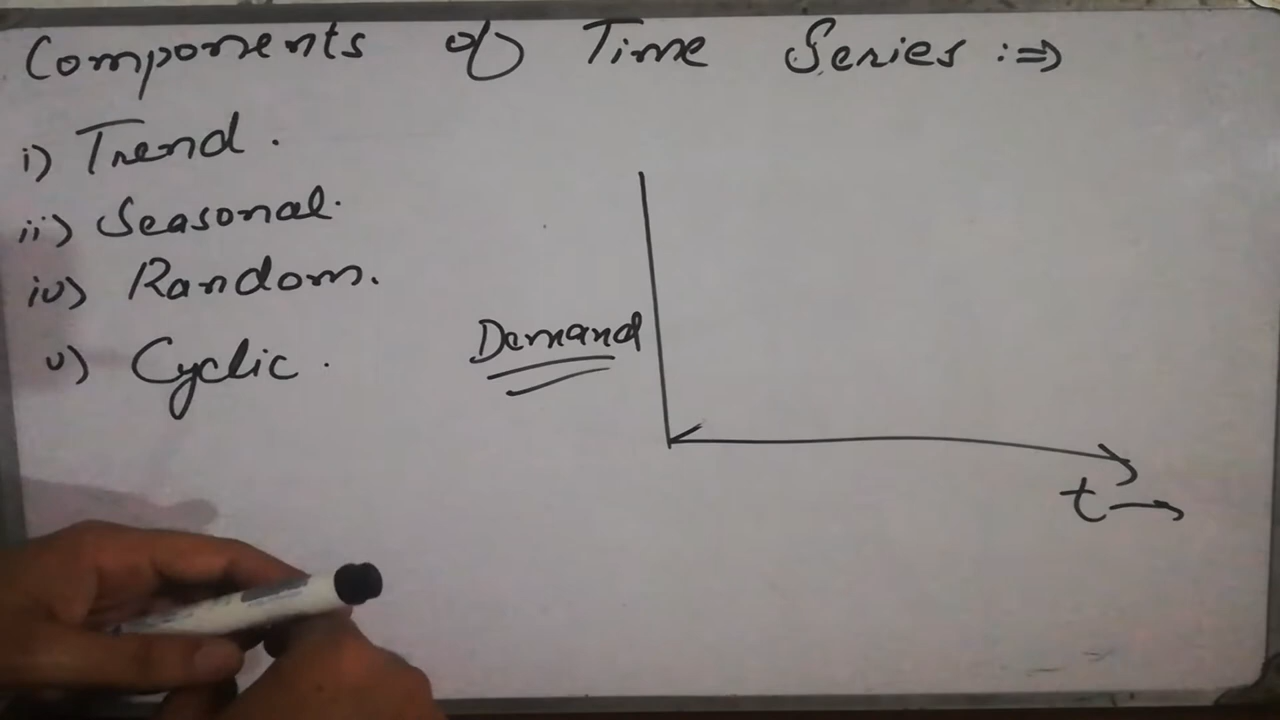 Components of Time Series :⇒
i) Trend.
ii) Seasonal.
iv) Random.
v) Cyclic.
Demand
t→